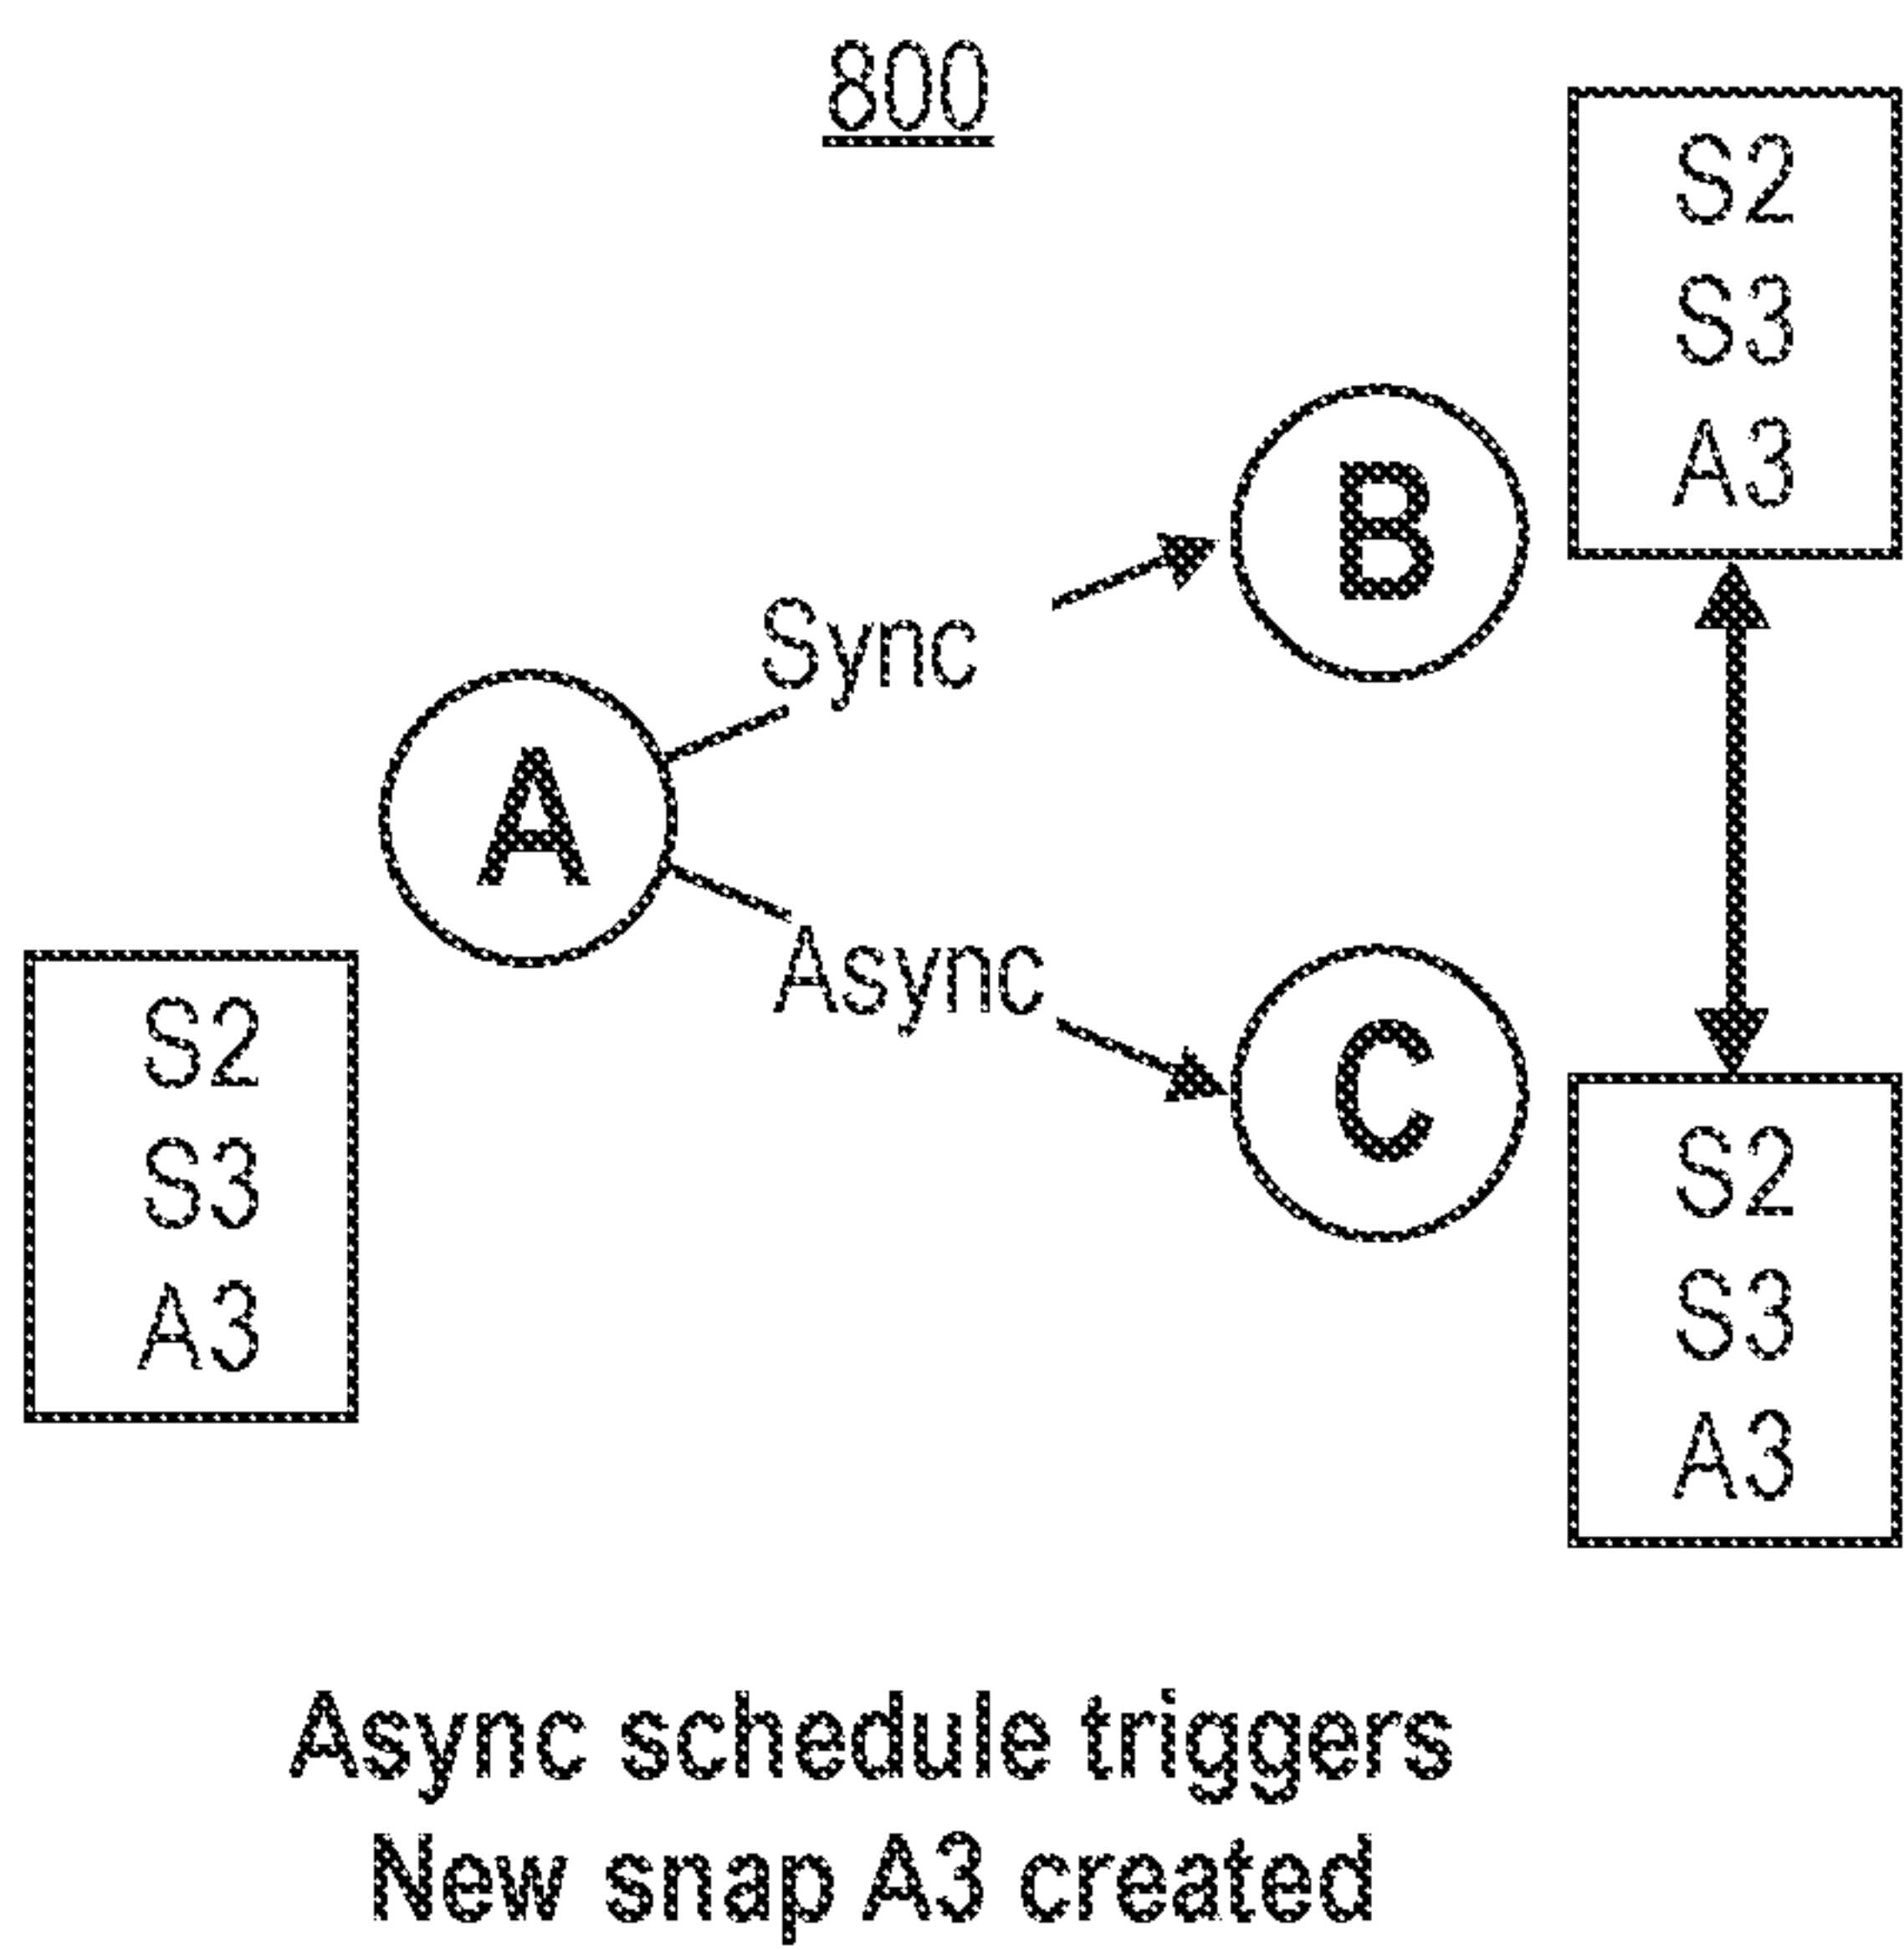 800
S2
S3
A3
B
Sync
A
Async
C
S2
S3
A3
S2
S3
A3
Async schedule triggers
New snap A3 created